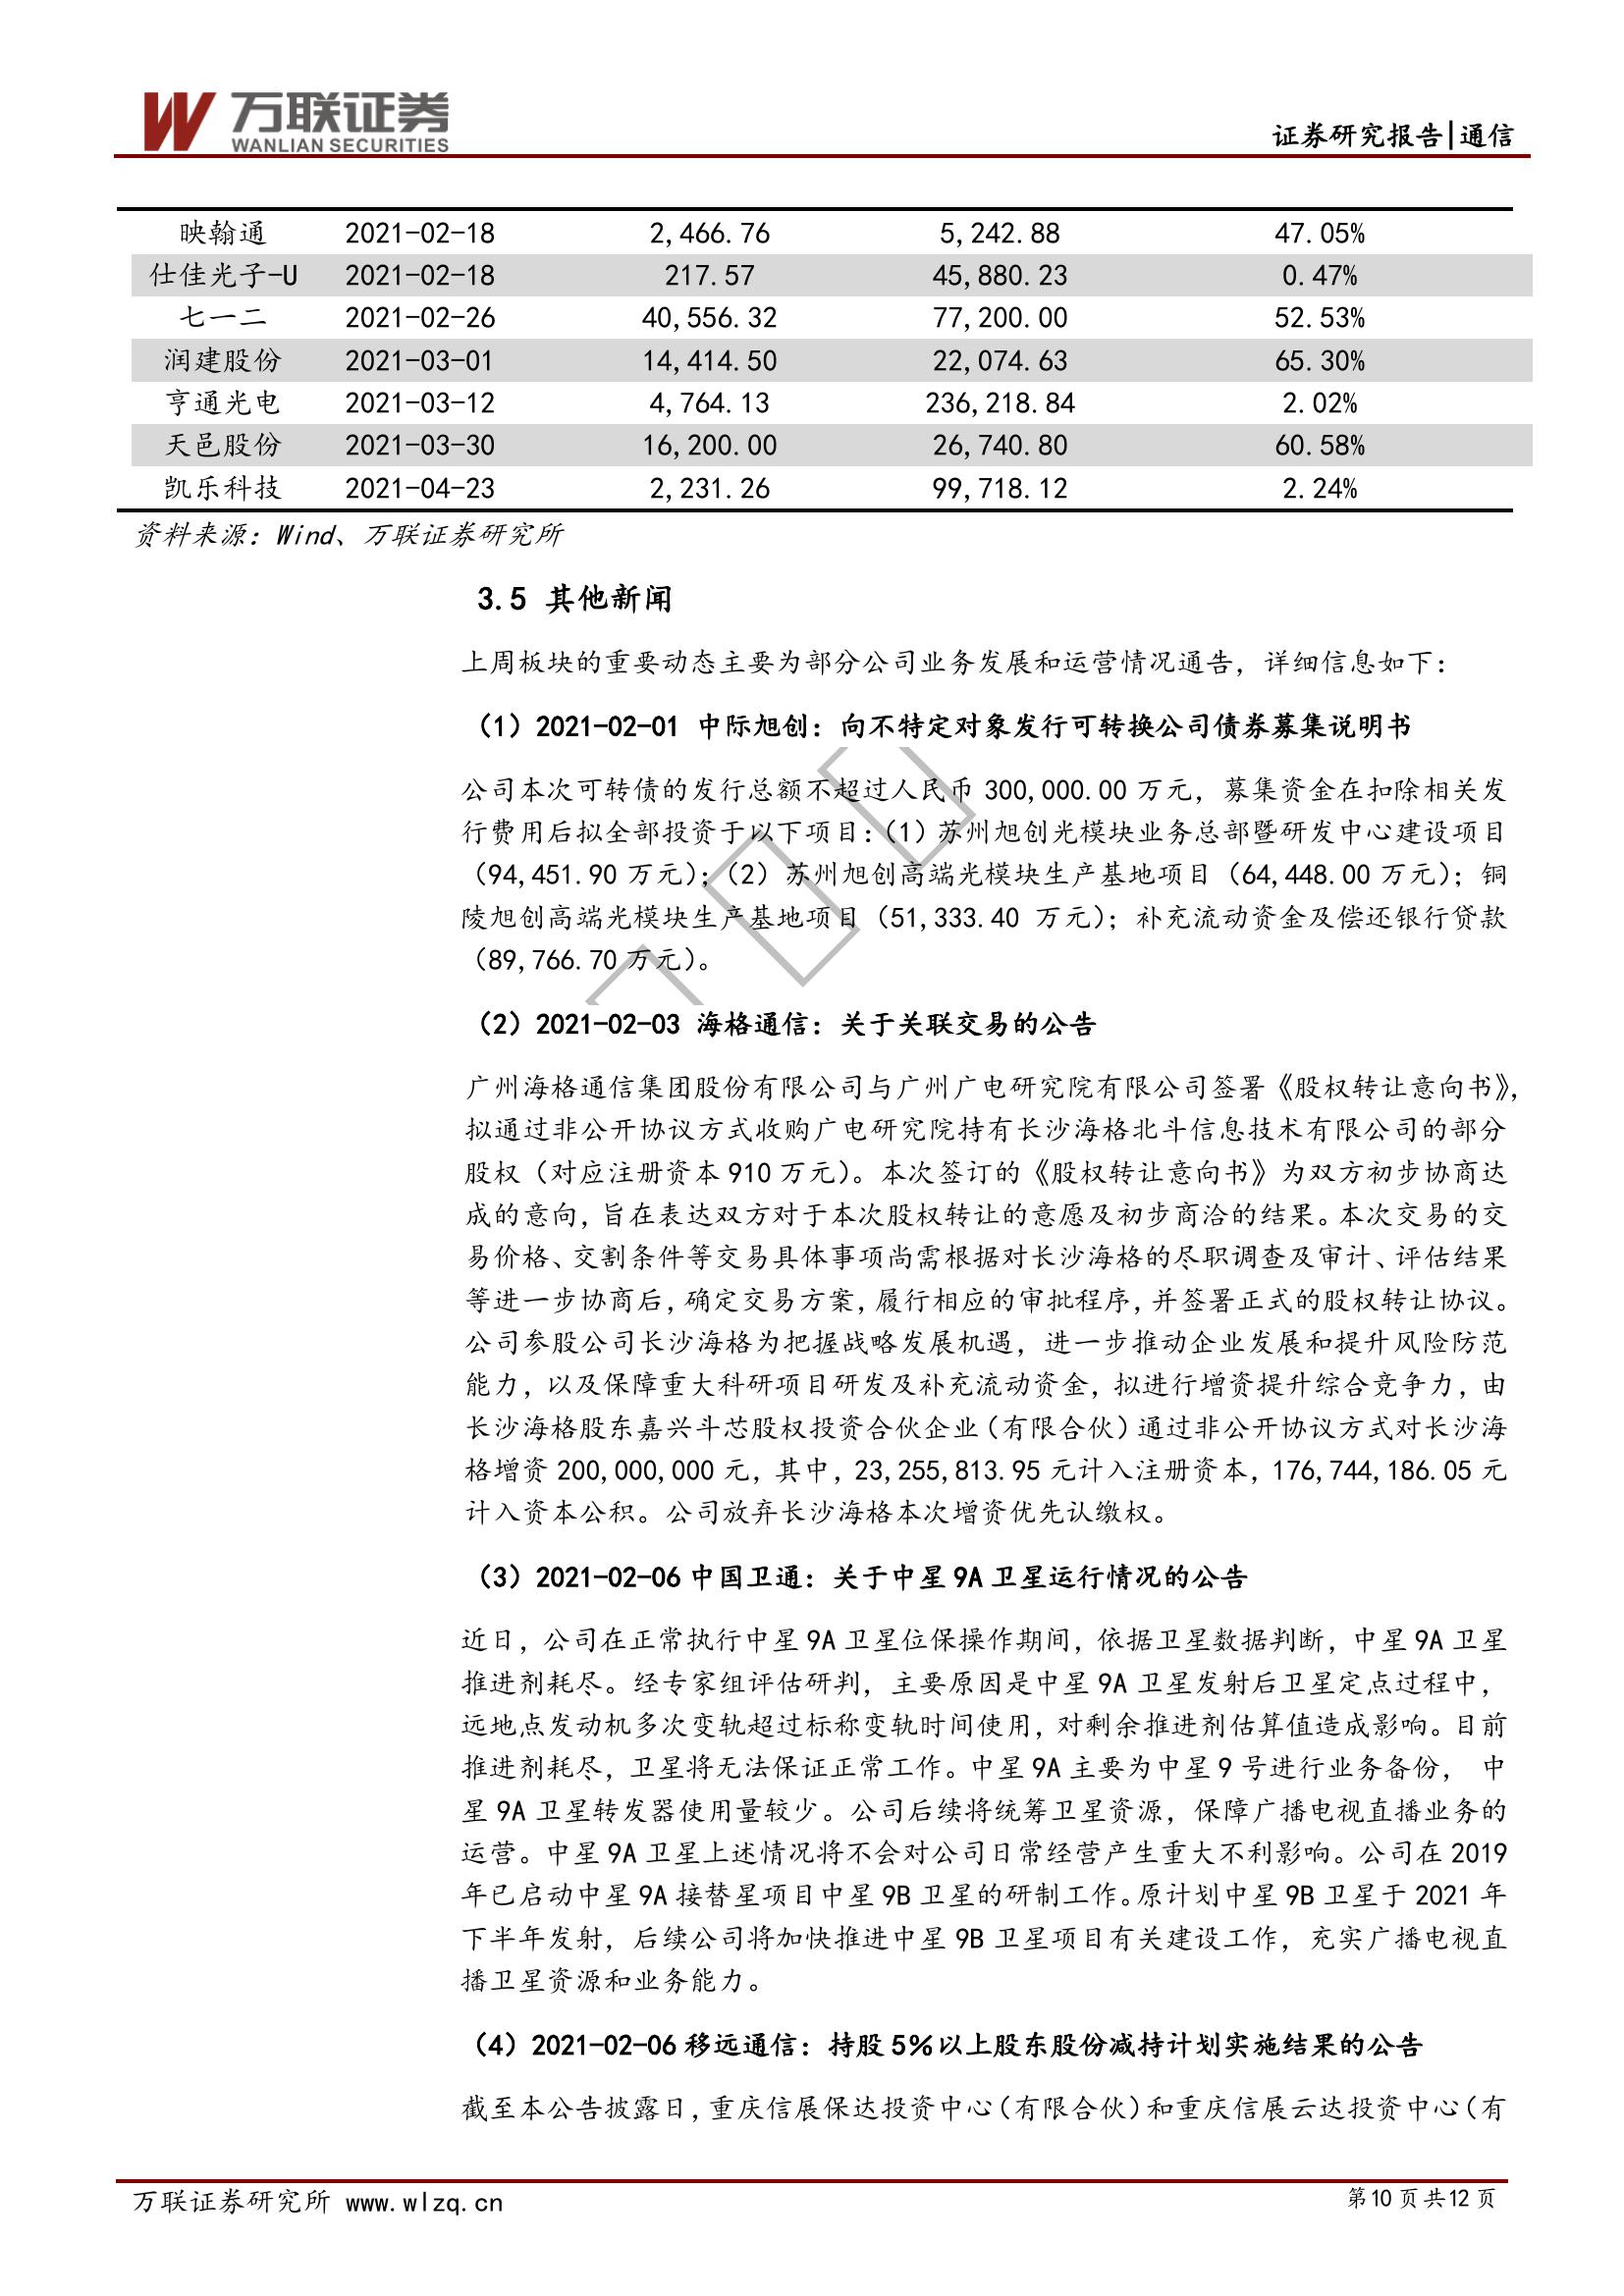 万联证券
WANLIAN SECURITIES
证券研究报告|通信
映翰通 2021-02-18 2,466.76 5,242.88 47.05%
仕佳光子-U 2021-02-18 217.57 45,880.23 0.47%
七一二 2021-02-26 40,556.32 77,200.00 52.53%
润建股份 2021-03-01 14,414.50 22,074.63 65.30%
亨通光电 2021-03-12 4,764.13 236,218.84 2.02%
天邑股份 2021-03-30 16,200.00 26,740.80 60.58%
凯乐科技 2021-04-23 2,231.26 99,718.12 2.24%
资料来源：Wind、万联证券研究所
3.5 其他新闻
上周板块的重要动态主要为部分公司业务发展和运营情况通告，详细信息如下：
（1）2021-02-01 中际旭创：向不特定对象发行可转换公司债券募集说明书
公司本次可转债的发行总额不超过人民币 300,000.00 万元，募集资金在扣除相关发
行费用后拟全部投资于以下项目：（1）苏州旭创光模块业务总部暨研发中心建设项目
（94,451.90 万元）；（2）苏州旭创高端光模块生产基地项目（64,448.00 万元）；铜
陵旭创高端光模块生产基地项目（51,333.40 万元）；补充流动资金及偿还银行贷款
（89,766.70 万元）。
（2）2021-02-03 海格通信：关于关联交易的公告
广州海格通信集团股份有限公司与广州广电研究院有限公司签署《股权转让意向书》，
拟通过非公开协议方式收购广电研究院持有长沙海格北斗信息技术有限公司的部分
股权（对应注册资本 910 万元）。本次签订的《股权转让意向书》为双方初步协商达
成的意向，旨在表达双方对于本次股权转让的意愿及初步商洽的结果。本次交易的交
易价格、交割条件等交易具体事项尚需根据对长沙海格的尽职调查及审计、评估结果
等进一步协商后，确定交易方案，履行相应的审批程序，并签署正式的股权转让协议。
公司参股公司长沙海格为把握战略发展机遇，进一步推动企业发展和提升风险防范
能力，以及保障重大科研项目研发及补充流动资金，拟进行增资提升综合竞争力，由
长沙海格股东嘉兴斗芯股权投资合伙企业（有限合伙）通过非公开协议方式对长沙海
格增资 200,000,000 元，其中，23,255,813.95 元计入注册资本，176,744,186.05 元
计入资本公积。公司放弃长沙海格本次增资优先认缴权。
（3）2021-02-06 中国卫通：关于中星 9A 卫星运行情况的公告
近日，公司在正常执行中星 9A 卫星位保操作期间，依据卫星数据判断，中星 9A 卫星
推进剂耗尽。经专家组评估研判，主要原因是中星 9A 卫星发射后卫星定点过程中，
远地点发动机多次变轨超过标称变轨时间使用，对剩余推进剂估算值造成影响。目前
推进剂耗尽，卫星将无法保证正常工作。中星 9A 主要为中星 9 号进行业务备份， 中
星 9A 卫星转发器使用量较少。公司后续将统筹卫星资源，保障广播电视直播业务的
运营。中星 9A 卫星上述情况将不会对公司日常经营产生重大不利影响。公司在 2019
年已启动中星 9A 接替星项目中星 9B 卫星的研制工作。原计划中星 9B 卫星于 2021 年
下半年发射，后续公司将加快推进中星 9B 卫星项目有关建设工作，充实广播电视直
播卫星资源和业务能力。
（4）2021-02-06 移远通信：持股 5%以上股东股份减持计划实施结果的公告
截至本公告披露日，重庆信展保达投资中心（有限合伙）和重庆信展云达投资中心（有
万联证券研究所 www.wlzq.cn
第 10 页 共 12 页